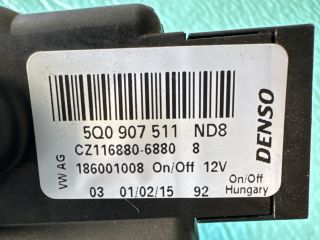 5Q0 907 511 ND8
CZ116880-6880 8
186001008 On/Off 12V
03 01/02/15 92
VW AG
DENSO
On/Off
Hungary